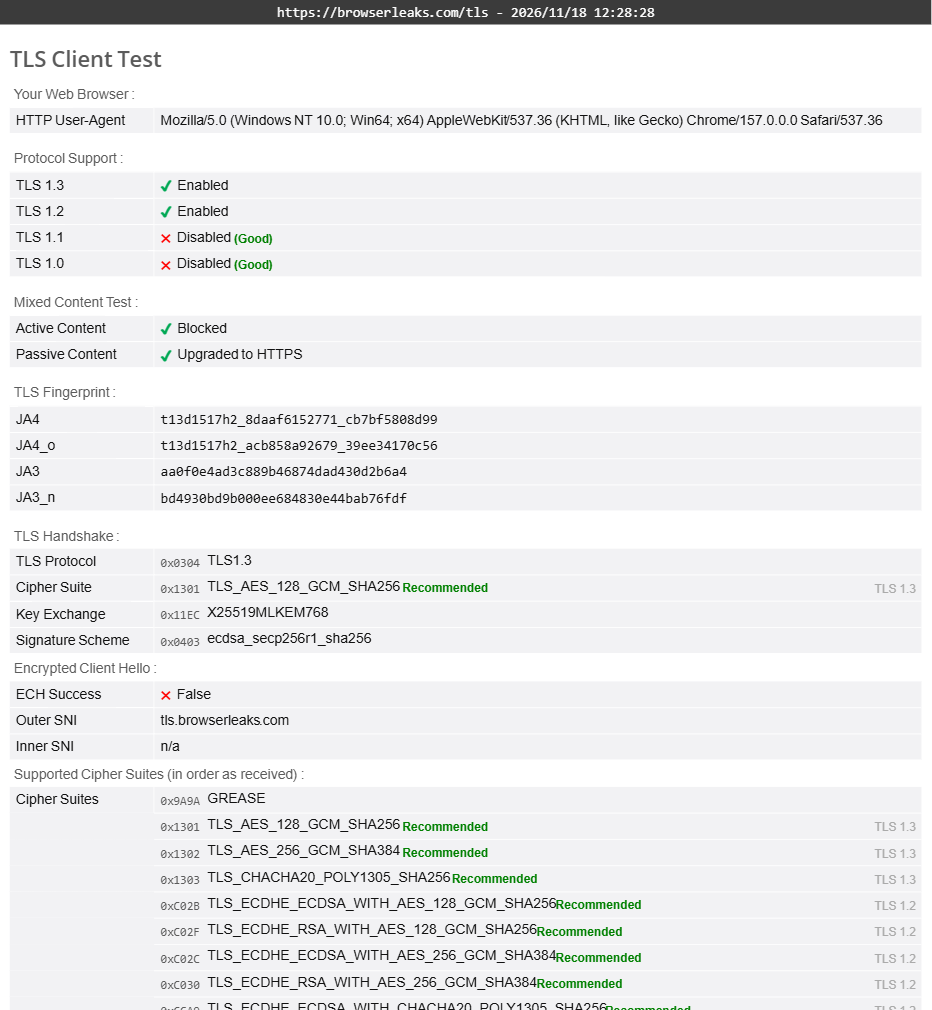 https://browserleaks.com/tls - 2026/11/18 12:28:28
TLS Client Test
Your Web Browser :
HTTP User-Agent Mozilla/5.0 (Windows NT 10.0; Win64; x64) AppleWebKit/537.36 (KHTML, like Gecko) Chrome/157.0.0.0 Safari/537.36
Protocol Support :
TLS 1.3 ✔ Enabled
TLS 1.2 ✔ Enabled
TLS 1.1 ✕ Disabled (Good)
TLS 1.0 ✕ Disabled (Good)
Mixed Content Test :
Active Content ✔ Blocked
Passive Content ✔ Upgraded to HTTPS
TLS Fingerprint :
JA4 t13d1517h2_8daaf6152771_cb7bf5808d99
JA4_o t13d1517h2_acb858a92679_39ee34170c56
JA3 aa0f0e4ad3c889b46874dad430d2b6a4
JA3_n bd4930bd9b000ee684830e44bab76fdf
TLS Handshake :
TLS Protocol 0x0304 TLS1.3
Cipher Suite 0x1301 TLS_AES_128_GCM_SHA256 Recommended TLS 1.3
Key Exchange 0x11EC X25519MLKEM768
Signature Scheme 0x0403 ecdsa_secp256r1_sha256
Encrypted Client Hello :
ECH Success ✕ False
Outer SNI tls.browserleaks.com
Inner SNI n/a
Supported Cipher Suites (in order as received) :
Cipher Suites 0x9A9A GREASE
0x1301 TLS_AES_128_GCM_SHA256 Recommended TLS 1.3
0x1302 TLS_AES_256_GCM_SHA384 Recommended TLS 1.3
0x1303 TLS_CHACHA20_POLY1305_SHA256 Recommended TLS 1.3
0xC02B TLS_ECDHE_ECDSA_WITH_AES_128_GCM_SHA256 Recommended TLS 1.2
0xC02F TLS_ECDHE_RSA_WITH_AES_128_GCM_SHA256 Recommended TLS 1.2
0xC02C TLS_ECDHE_ECDSA_WITH_AES_256_GCM_SHA384 Recommended TLS 1.2
0xC030 TLS_ECDHE_RSA_WITH_AES_256_GCM_SHA384 Recommended TLS 1.2
TLS_ECDHE_ECDSA_WITH_CHACHA20_POLY1305_SHA256 Recommended TLS 1.2